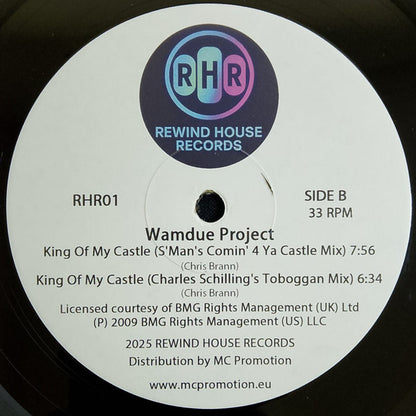 RHR
REWIND HOUSE
RECORDS
RHR01
SIDE B
33 RPM
Wamdue Project
King Of My Castle (S'Man's Comin' 4 Ya Castle Mix) 7:56
(Chris Brann)
King Of My Castle (Charles Schilling's Toboggan Mix) 6:34
(Chris Brann)
Licensed courtesy of BMG Rights Management (UK) Ltd
(P) 2009 BMG Rights Management (US) LLC
2025 REWIND HOUSE RECORDS
Distribution by MC Promotion
www.mcpromotion.eu